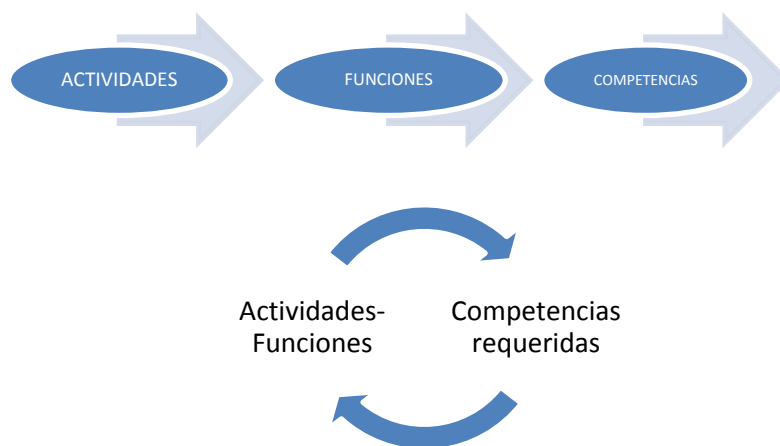 ACTIVIDADES
FUNCIONES
COMPETENCIAS
Actividades-
Funciones
Competencias
requeridas